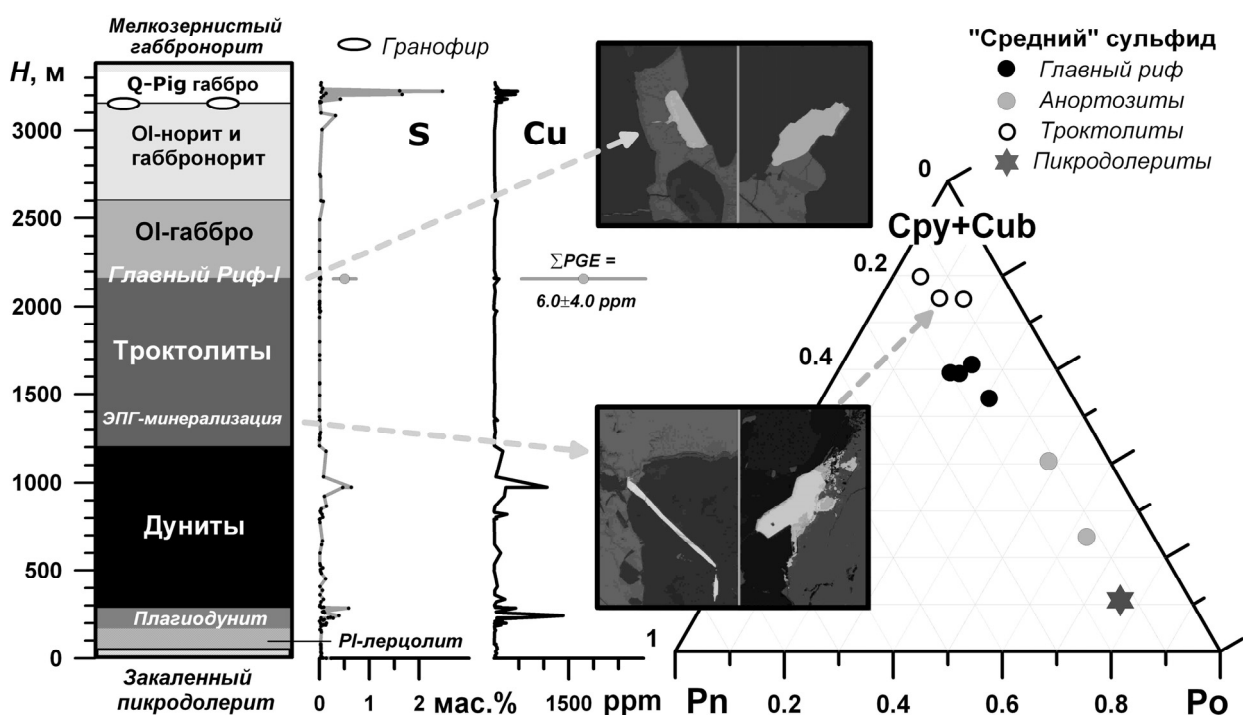 Мелкозернистый
габбронорит
Гранофир
"Средний" сульфид
Главный риф
Анортозиты
Троктолиты
Пикродолериты
H, м
Q-Pig габбро
3000
Ol-норит и
габбронорит
S
Cu
2500
Ol-габбро
Главный Риф-I
∑PGE =
6.0±4.0 ppm
2000
Троктолиты
1500
ЭПГ-минерализация
1000
Дуниты
500
Плагиодунит
Pl-лерцолит
0
Закаленный
пикродолерит
0 1 2 мас.%
1500 ppm
0
Cpy+Cub
0.2
0.4
1
Pn 0.2 0.4 0.6 0.8 Po